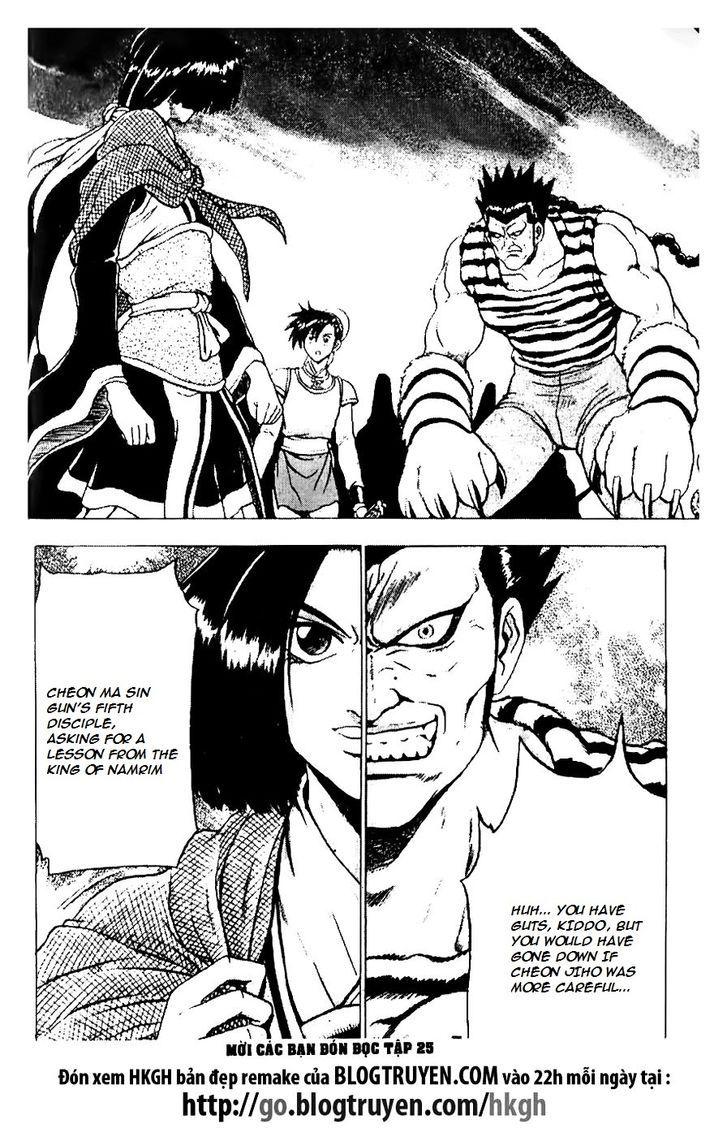 CHEON MA SIN
GUN'S FIFTH
DISCIPLE,
ASKING FOR A
LESSON FROM THE
KING OF NAMRIM
HUH... YOU HAVE
GUTS, KIDDO, BUT
YOU WOULD HAVE
GONE DOWN IF
CHEON JIHO WAS
MORE CAREFUL...
MỜI CÁC BẠN ĐÓN ĐỌC TẬP 25
Đón xem HKGH bản đẹp remake của BLOGTRUYEN.COM vào 22h mỗi ngày tại :
http://go.blogtruyen.com/hkgh